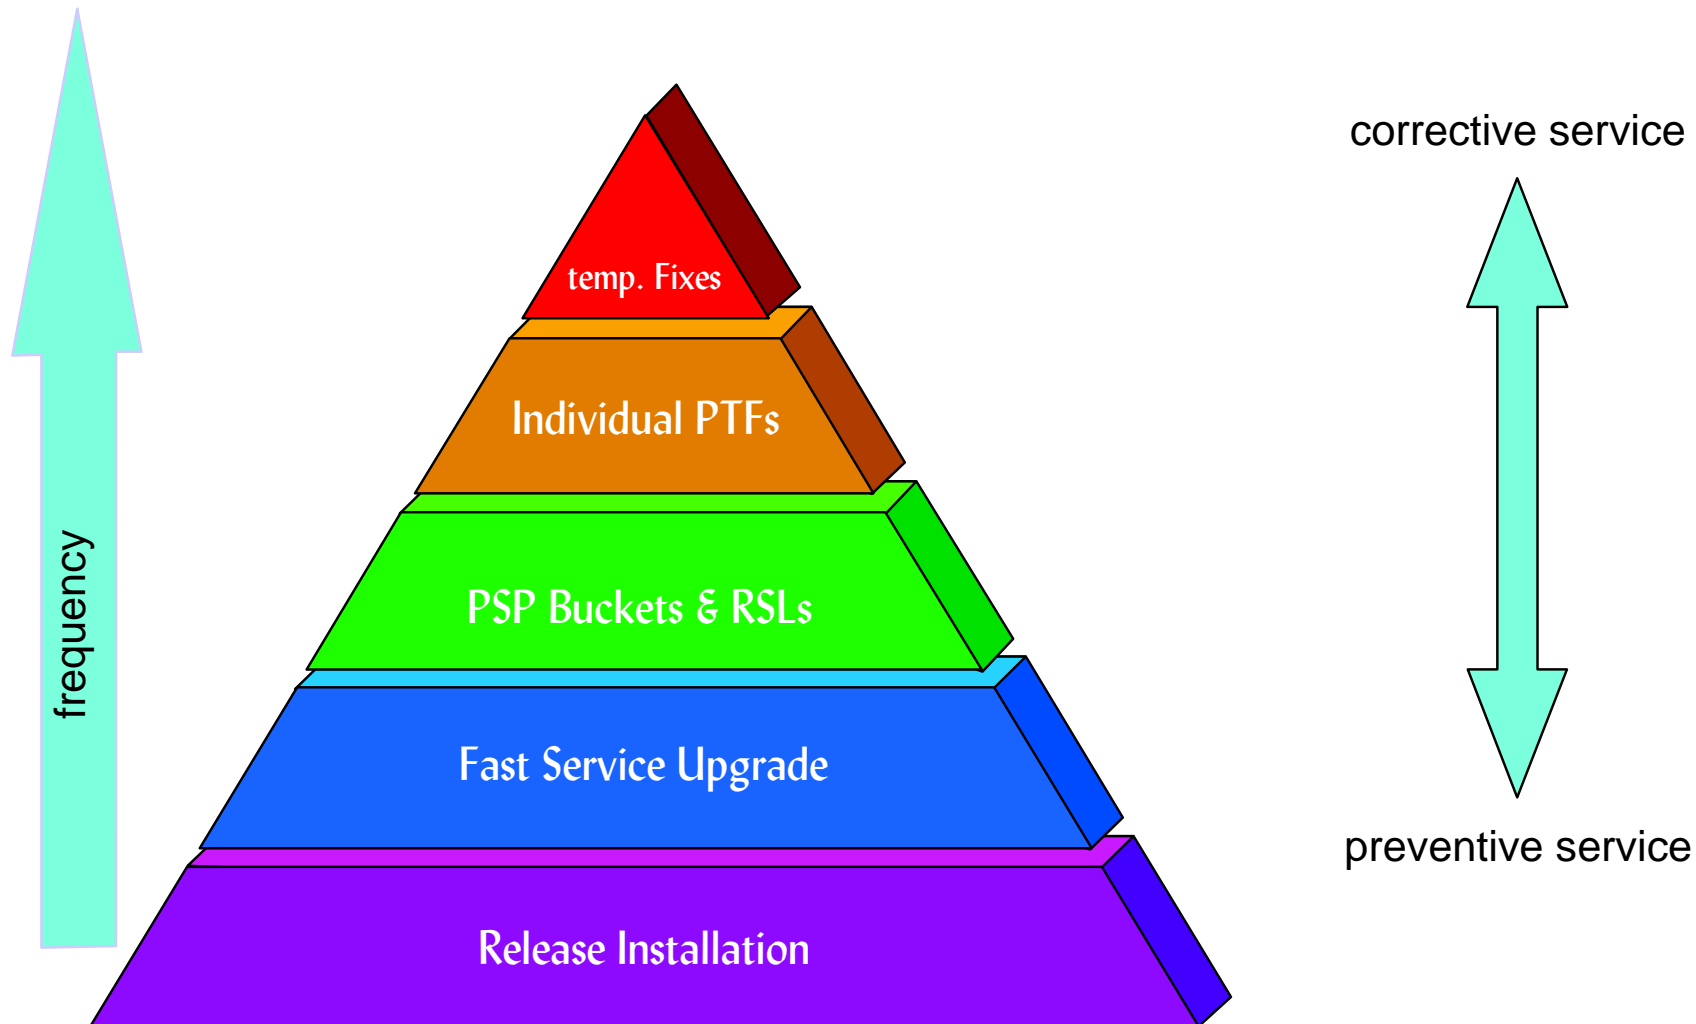 corrective service
temp. Fixes
Individual PTFs
frequency
PSP Buckets & RSLs
Fast Service Upgrade
preventive service
Release Installation